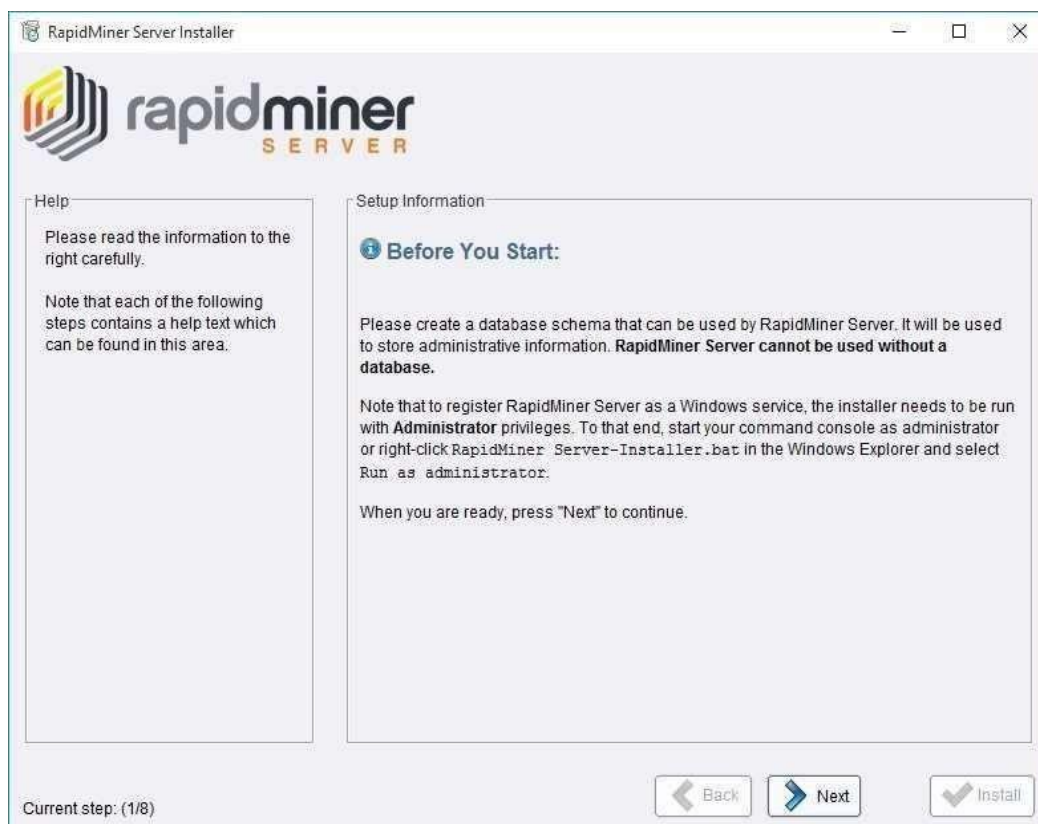 RapidMiner Server Installer
rapidminer
SERVER
Help
Please read the information to the
right carefully.
Note that each of the following
steps contains a help text which
can be found in this area.
Setup Information
Before You Start:
Please create a database schema that can be used by RapidMiner Server. It will be used
to store administrative information. RapidMiner Server cannot be used without a
database.
Note that to register RapidMiner Server as a Windows service, the installer needs to be run
with Administrator privileges. To that end, start your command console as administrator
or right-click RapidMiner Server-Installer.bat in the Windows Explorer and select
Run as administrator.
When you are ready, press "Next" to continue.
Current step: (1/8)
Back
Next
Install